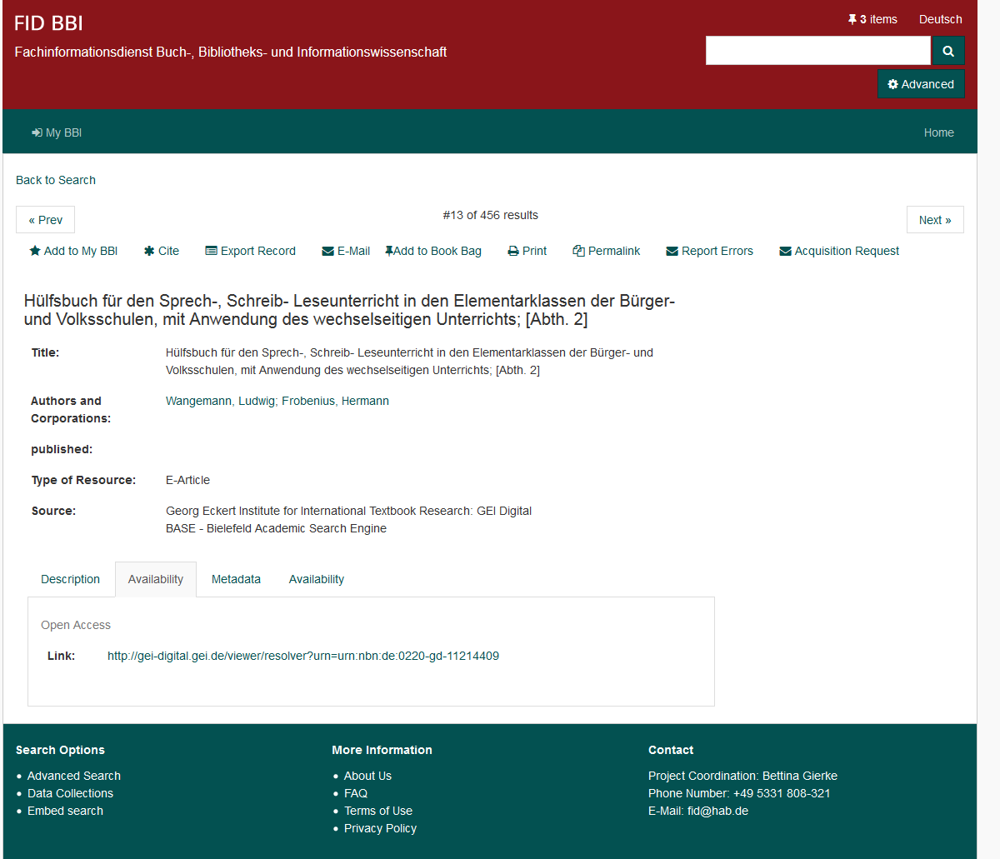 FID BBI
3 items
Deutsch
Fachinformationsdienst Buch-, Bibliotheks- und Informationswissenschaft
Advanced
My BBI
Home
Back to Search
« Prev
#13 of 456 results
Next »
Add to My BBI
Cite
Export Record
E-Mail
Add to Book Bag
Print
Permalink
Report Errors
Acquisition Request
Hülfsbuch für den Sprech-, Schreib- Leseunterricht in den Elementarklassen der Bürger-
und Volksschulen, mit Anwendung des wechselseitigen Unterrichts; [Abth. 2]
Title:
Hülfsbuch für den Sprech-, Schreib- Leseunterricht in den Elementarklassen der Bürger- und
Volksschulen, mit Anwendung des wechselseitigen Unterrichts; [Abth. 2]
Authors and
Corporations:
Wangemann, Ludwig; Frobenius, Hermann
published:
Type of Resource:
E-Article
Source:
Georg Eckert Institute for International Textbook Research: GEI Digital
BASE - Bielefeld Academic Search Engine
Description
Availability
Metadata
Availability
Open Access
Link:
http://gei-digital.gei.de/viewer/resolver?urn=urn:nbn:de:0220-gd-11214409
Search Options
Advanced Search
Data Collections
Embed search
More Information
About Us
FAQ
Terms of Use
Privacy Policy
Contact
Project Coordination: Bettina Gierke
Phone Number: +49 5331 808-321
E-Mail: fid@hab.de